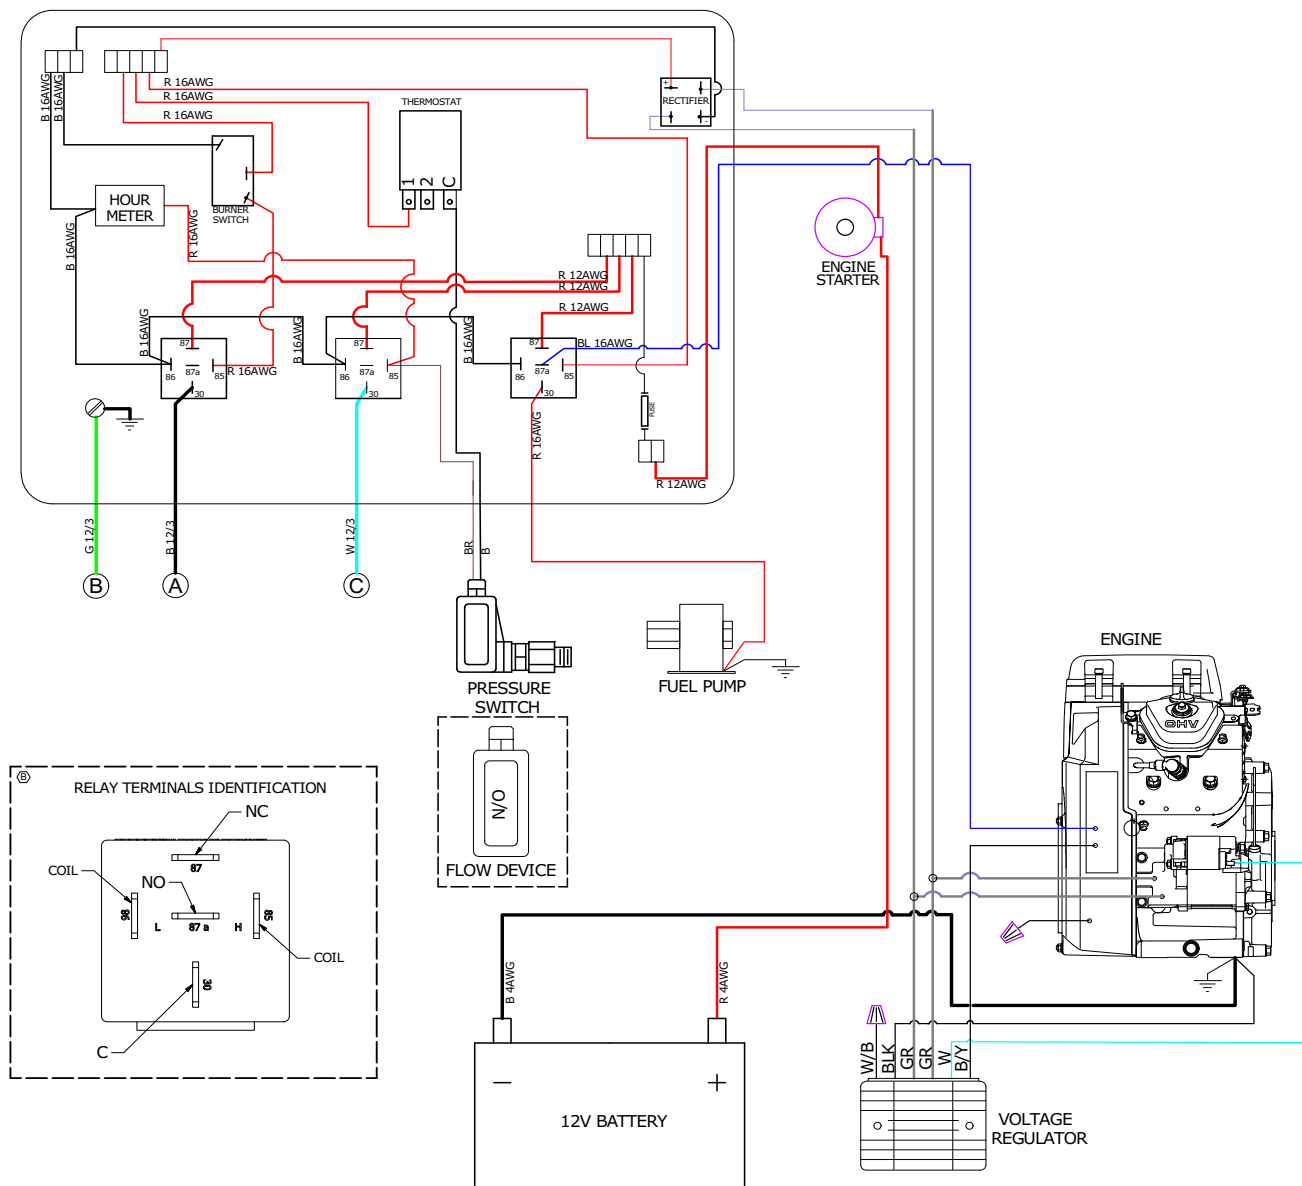 B 16AWG
B 16AWG
R 16AWG
R 16AWG
R 16AWG
THERMOSTAT
+
RECTIFIER
-
1
2
C
HOUR
METER
BURNER
SWITCH
B 16AWG
R 16AWG
ENGINE
STARTER
R 12AWG
R 12AWG
R 12AWG
B 16AWG
B 16AWG
B 16AWG
BL 16AWG
87
86
87a
85
30
R 16AWG
87
86
87a
85
30
87
86
87a
85
30
R 16AWG
FUSE
R 12AWG
G 12/3
B 12/3
W 12/3
BR
B
B
A
C
PRESSURE
SWITCH
FUEL PUMP
ENGINE
OHV
N/O
FLOW DEVICE
B
RELAY TERMINALS IDENTIFICATION
NC
87
COIL
NO
86
L
87 a
H
85
COIL
30
C
B 4AWG
R 4AWG
12V BATTERY
−
+
W/B
BLK
GR
GR
W
B/Y
VOLTAGE
REGULATOR